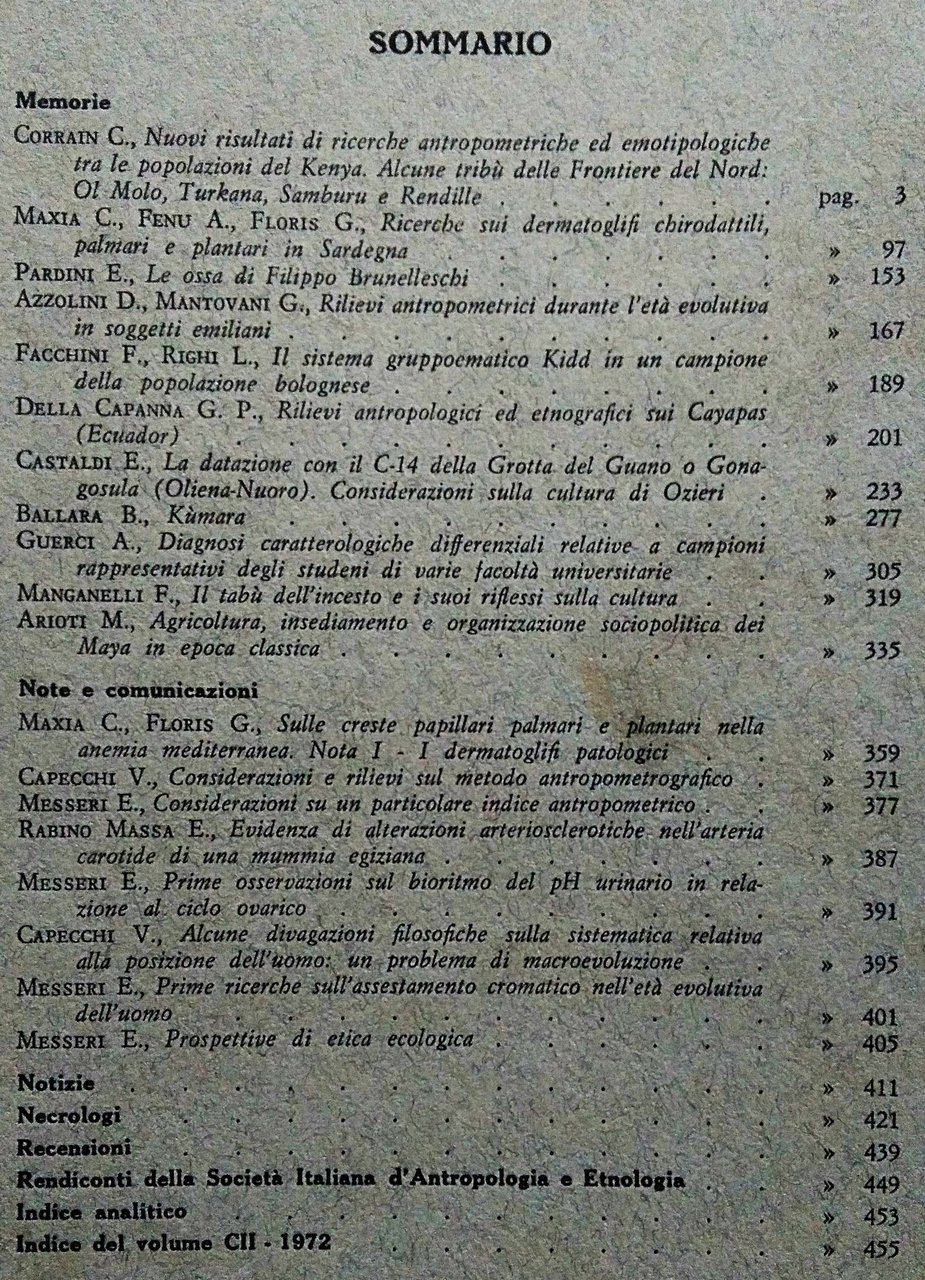 SOMMARIO
Memorie
CORRAIN C., Nuovi risultati di ricerche antropometriche ed emotipologiche
tra le popolazioni del Kenya. Alcune tribù delle Frontiere del Nord:
Ol Molo, Turkana, Samburu e Rendille . . . . . . pag. 3
MAXIA C., FENU A., FLORIS G., Ricerche sui dermatoglifi chirodattili,
palmari e plantari in Sardegna . . . . . . . » 97
PARDINI E., Le ossa di Filippo Brunelleschi . . . . . . » 153
AZZOLINI D., MANTOVANI G., Rilievi antropometrici durante l'età evolutiva
in soggetti emiliani . . . . . . . . . . » 167
FACCHINI F., RIGHI L., Il sistema gruppoematico Kidd in un campione
della popolazione bolognese . . . . . . . . » 189
DELLA CAPANNA G. P., Rilievi antropologici ed etnografici sui Cayapas
(Ecuador) . . . . . . . . . . . » 201
CASTALDI E., La datazione con il C-14 della Grotta del Guano o Gona-
gosula (Oliena-Nuoro). Considerazioni sulla cultura di Ozieri . » 233
BALLARA B., Kùmara . . . . . . . . . . » 277
GUERCI A., Diagnosi caratterologiche differenziali relative a campioni
rappresentativi degli studeni di varie facoltà universitarie . . » 305
MANGANELLI F., Il tabù dell'incesto e i suoi riflessi sulla cultura . . » 319
ARIOTI M., Agricoltura, insediamento e organizzazione sociopolitica dei
Maya in epoca classica . . . . . . . . . » 335
Note e comunicazioni
MAXIA C., FLORIS G., Sulle creste papillari palmari e plantari nella
anemia mediterranea. Nota I - I dermatoglifi patologici . . » 359
CAPECCHI V., Considerazioni e rilievi sul metodo antropometrografico . » 371
MESSERI E., Considerazioni su un particolare indice antropometrico . . » 377
RABINO MASSA E., Evidenza di alterazioni arteriosclerotiche nell'arteria
carotide di una mummia egiziana . . . . . . . » 387
MESSERI E., Prime osservazioni sul bioritmo del pH urinario in rela-
zione al ciclo ovarico . . . . . . . . . » 391
CAPECCHI V., Alcune divagazioni filosofiche sulla sistematica relativa
alla posizione dell'uomo: un problema di macroevoluzione . . » 395
MESSERI E., Prime ricerche sull'assestamento cromatico nell'età evolutiva
dell'uomo . . . . . . . . . . . » 401
MESSERI E., Prospettive di etica ecologica . . . . . . » 405
Notizie . . . . . . . . . . . . . » 411
Necrologi . . . . . . . . . . . . » 421
Recensioni . . . . . . . . . . . . » 439
Rendiconti della Società Italiana d'Antropologia e Etnologia . . » 449
Indice analitico . . . . . . . . . . . » 453
Indice del volume CII - 1972 . . . . . . . . » 455